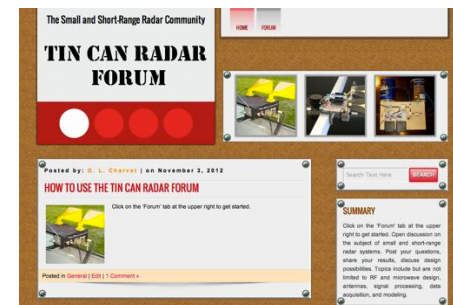 The Small and Short-Range Radar Community
TIN CAN RADAR
FORUM
HOME
FORUM
Posted by: G. L. Charvat | on November 3, 2012
HOW TO USE THE TIN CAN RADAR FORUM
Click on the 'Forum' tab at the upper right to get started.
Posted in General | Edit | 1 Comment »
Search Text Here
SEARCH
SUMMARY
Click on the 'Forum' tab at the upper
right to get started. Open discussion on
the subject of small and short-range
radar systems. Post your questions,
share your results, discuss design
possibilities. Topics include but are not
limited to RF and microwave design,
antennas, signal processing, data
acquisition, and modeling.